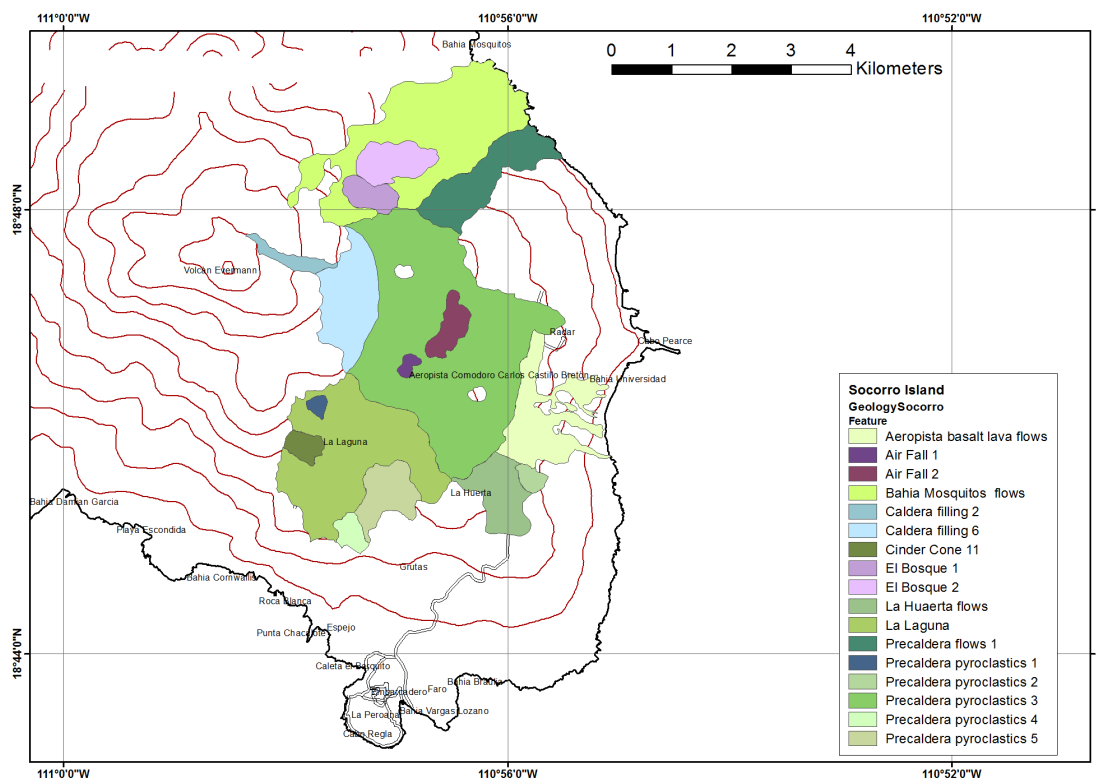 111°0'0"W
110°56'0"W
110°52'0"W
Bahia Mosquitos
0 1 2 3 4
Kilometers
18°48'0"N
Volcán Evermann
Radar
Cabo Pearce
Aeropista Comodoro Carlos Castillo Bretón
Bahia Universidad
La Laguna
La Huerta
Bahia Damian Garcia
Playa Escondida
Grutas
Bahia Cornwallis
Roca Blanca
Espejo
Punta Chacalote
18°44'0"N
Caleta el Basquito
Bahia Braulia
Embarcadero
Faro
La Peroana
Bahia Vargas Lozano
Cabo Regla
Socorro Island
GeologySocorro
Feature
Aeropista basalt lava flows
Air Fall 1
Air Fall 2
Bahia Mosquitos flows
Caldera filling 2
Caldera filling 6
Cinder Cone 11
El Bosque 1
El Bosque 2
La Huaerta flows
La Laguna
Precaldera flows 1
Precaldera pyroclastics 1
Precaldera pyroclastics 2
Precaldera pyroclastics 3
Precaldera pyroclastics 4
Precaldera pyroclastics 5
111°0'0"W
110°56'0"W
110°52'0"W